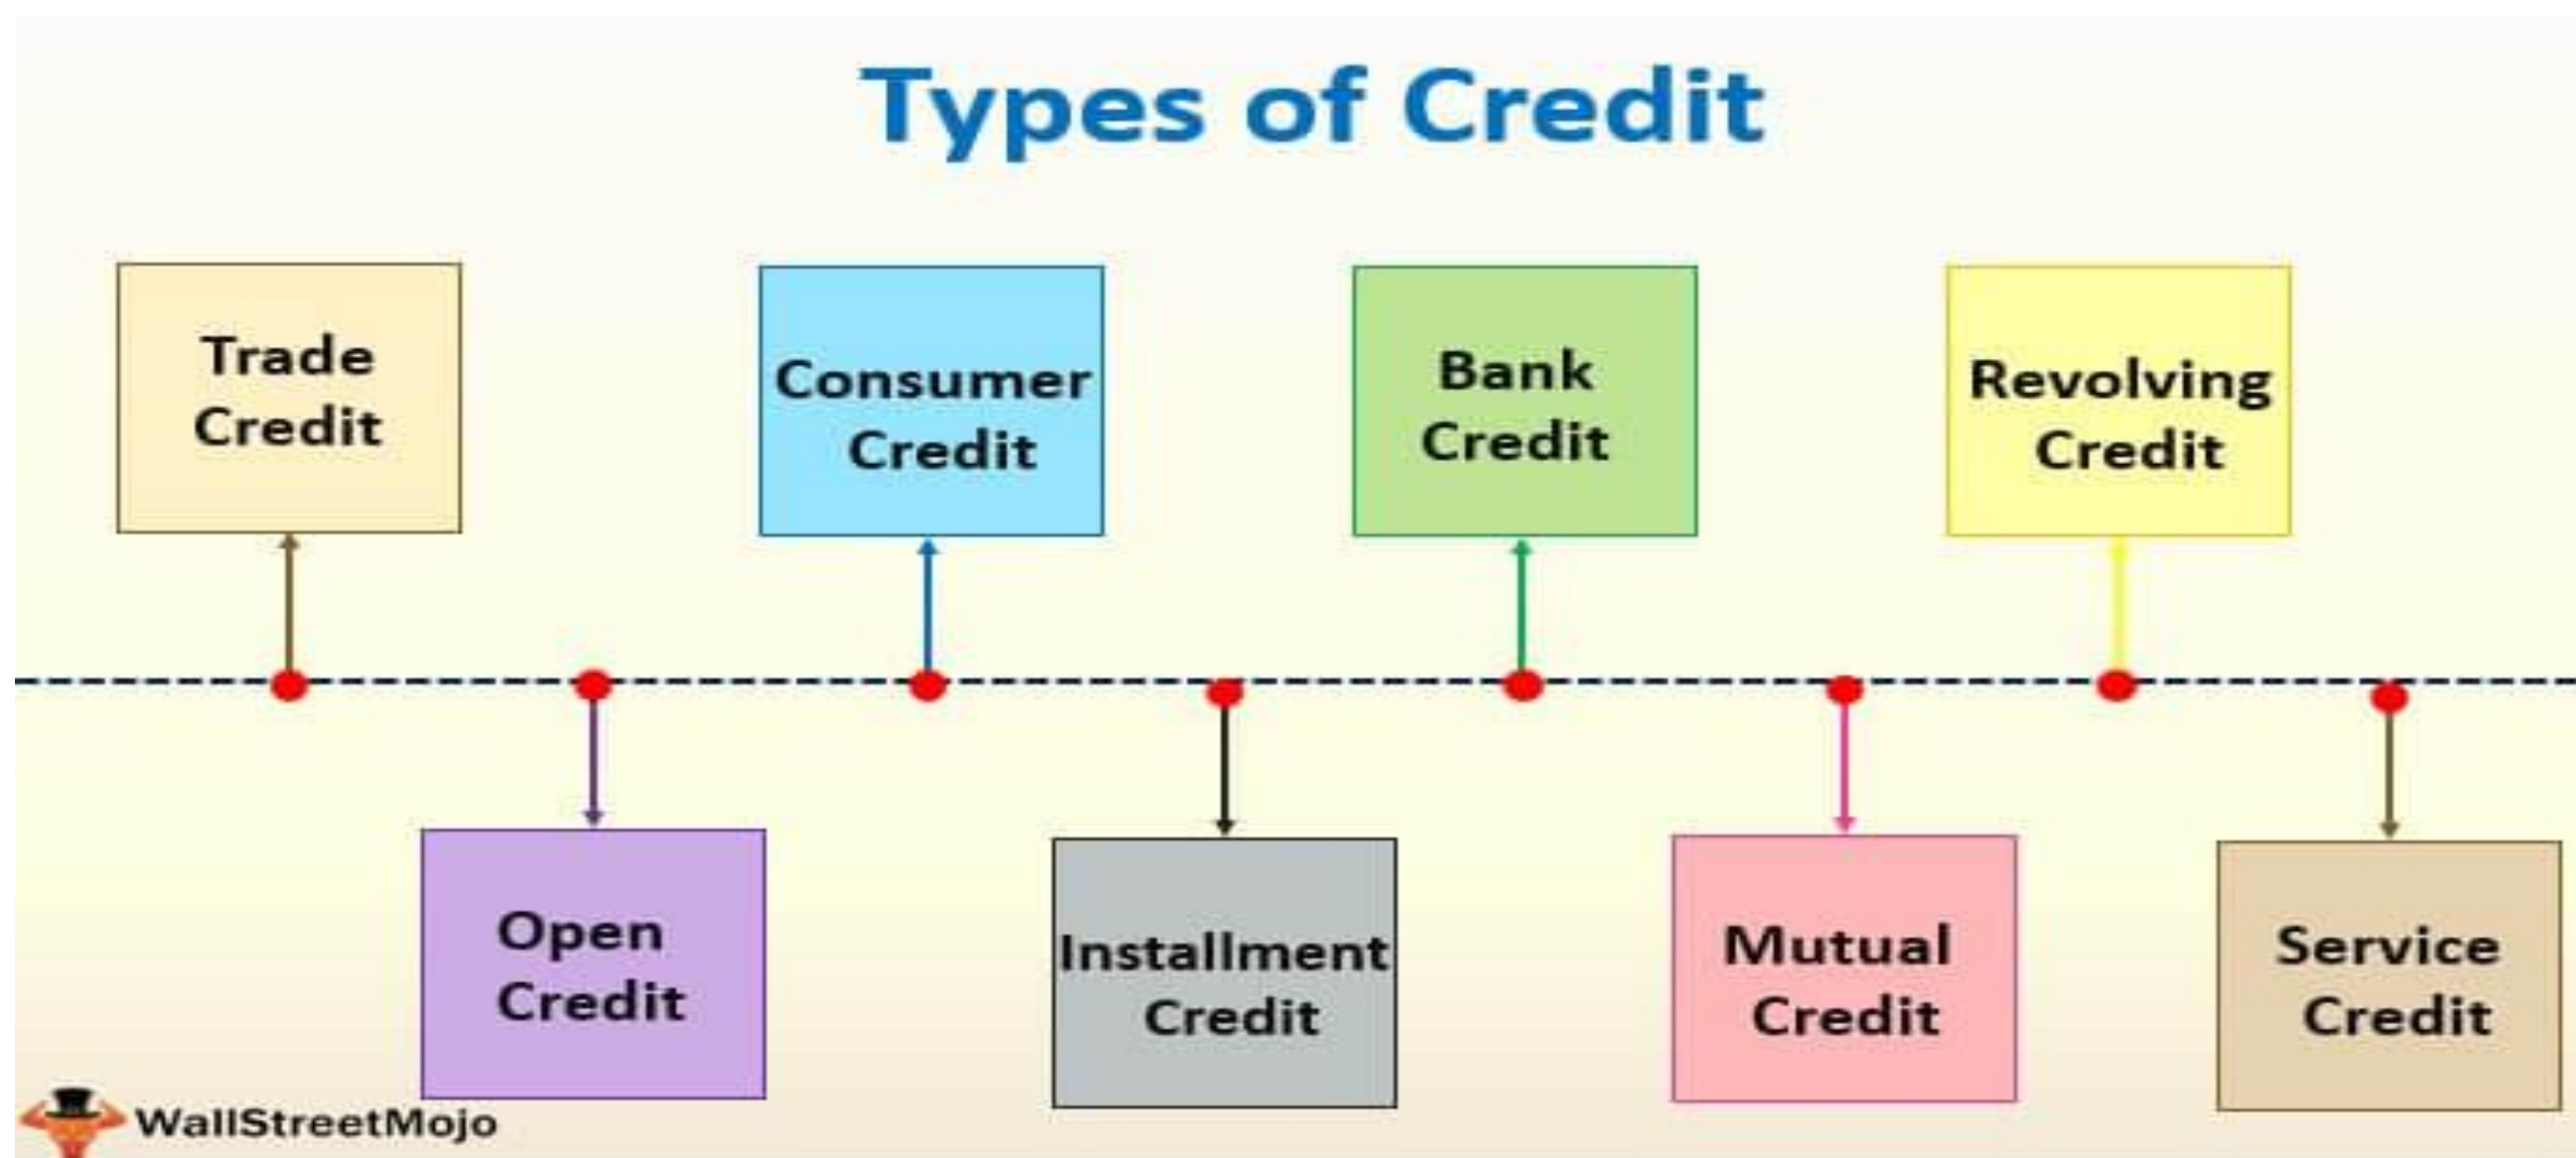 Types of Credit
Trade
Credit
Consumer
Credit
Bank
Credit
Revolving
Credit
Open
Credit
Installment
Credit
Mutual
Credit
Service
Credit
WallStreetMojo